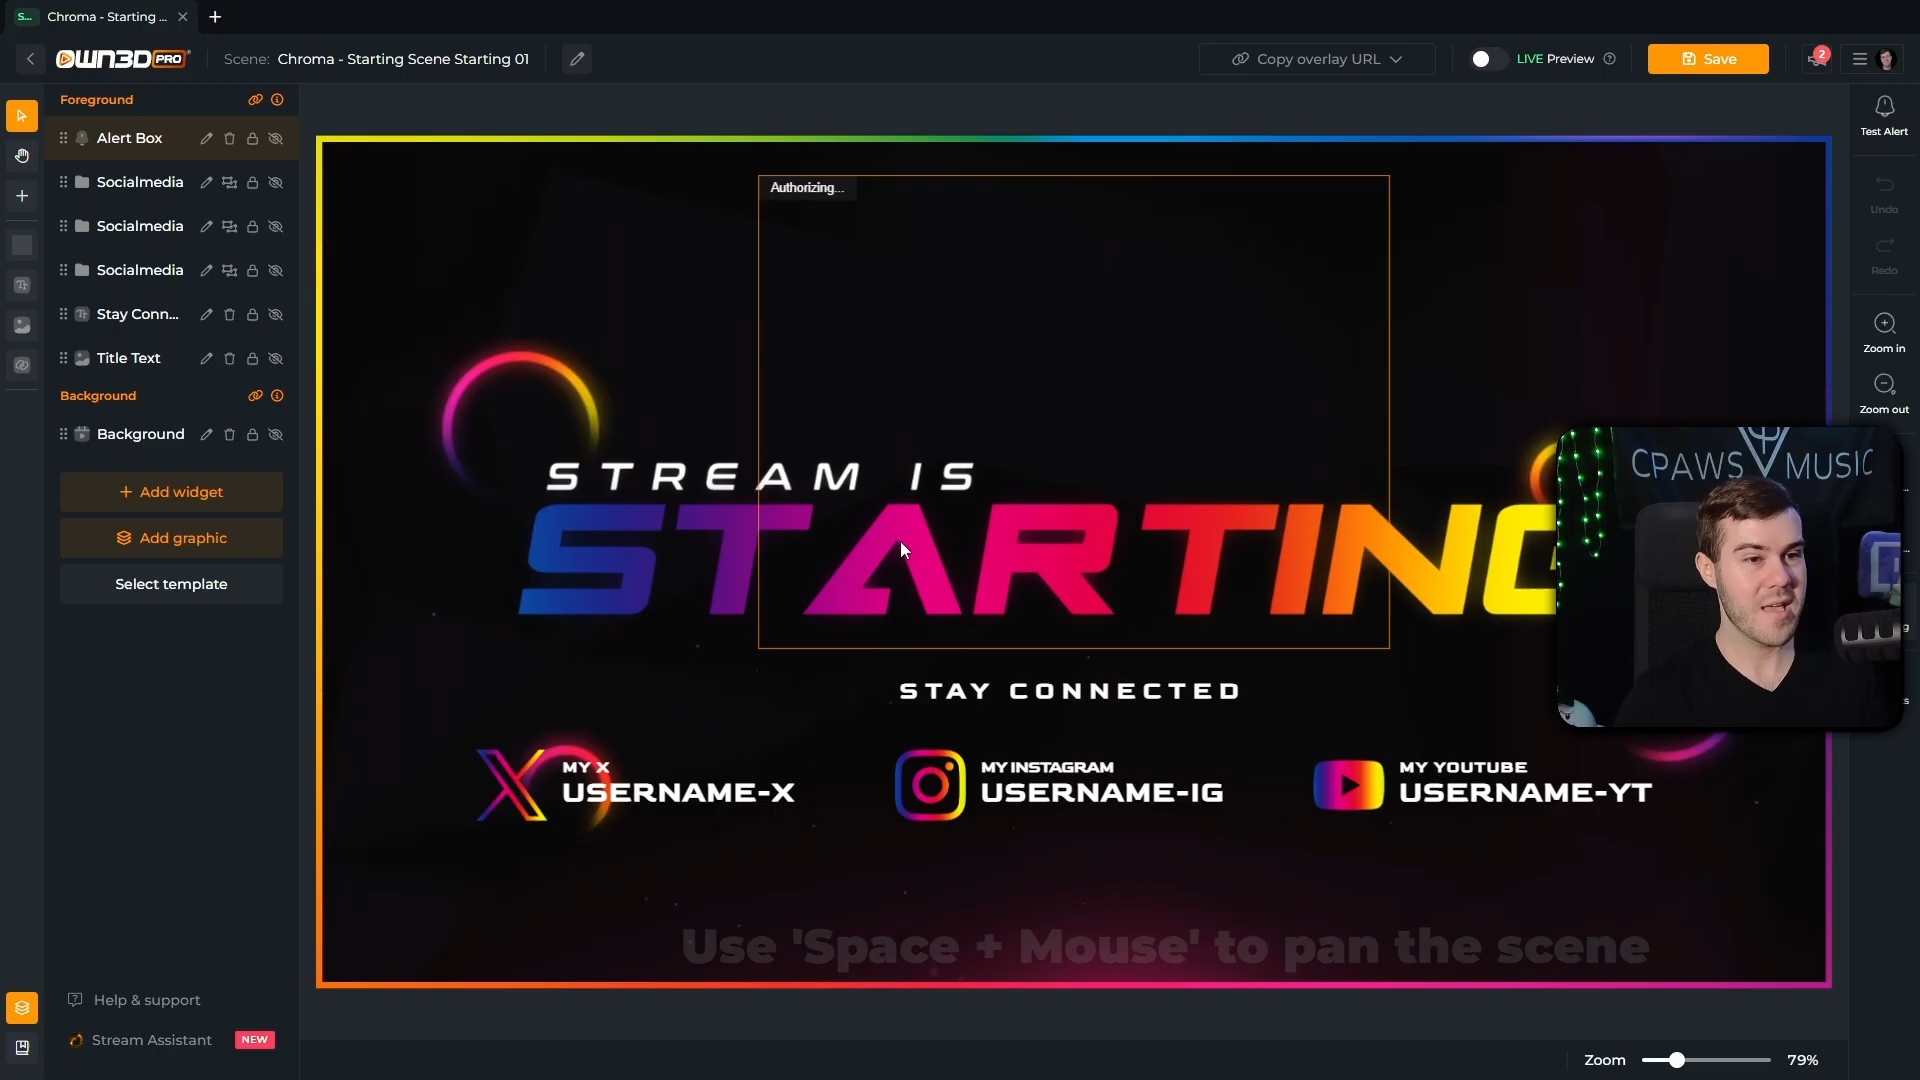 S... Chroma - Starting ...
OWN3D PRO Scene: Chroma - Starting Scene Starting 01 Copy overlay URL LIVE Preview Save 2
Foreground
Alert Box
Socialmedia
Socialmedia
Socialmedia
Stay Conn...
Title Text
Background
Background
Add widget
Add graphic
Select template
Help & support
Stream Assistant NEW
Authorizing...
STREAM IS
STARTING
STAY CONNECTED
MY X
USERNAME-X
MY INSTAGRAM
USERNAME-IG
MY YOUTUBE
USERNAME-YT
Use 'Space + Mouse' to pan the scene
CPAWS MUSIC
Test Alert
Undo
Redo
Zoom in
Zoom out
Zoom 79%